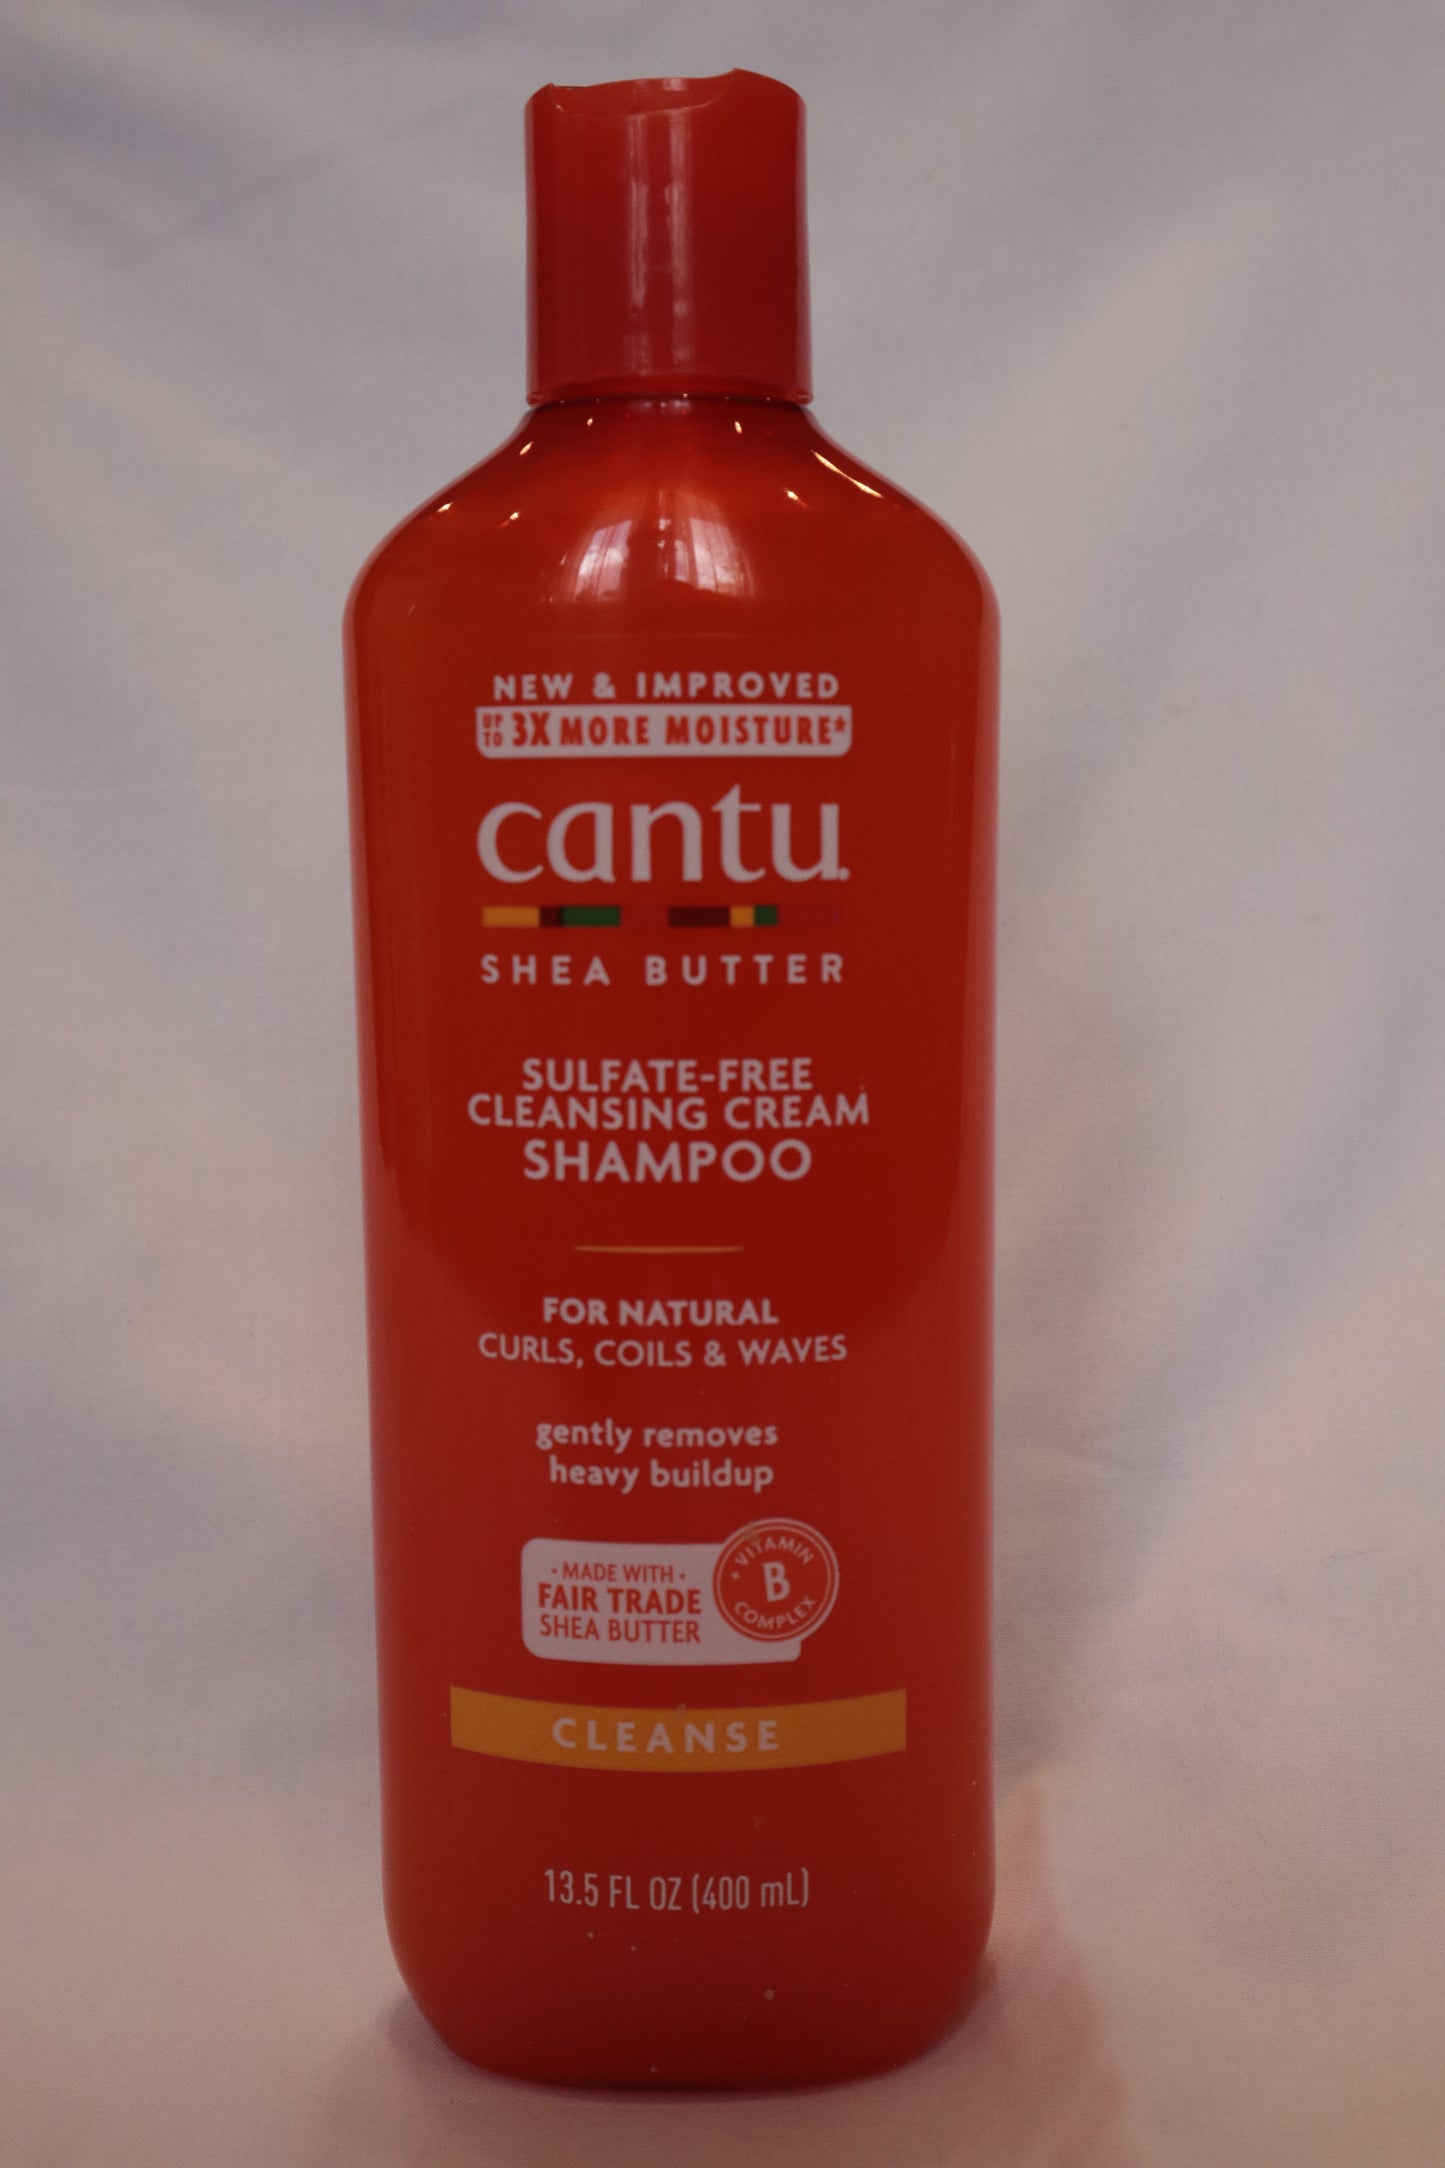 NEW & IMPROVED
UP TO 3X MORE MOISTURE*
cantu.
SHEA BUTTER
SULFATE-FREE
CLEANSING CREAM
SHAMPOO
FOR NATURAL
CURLS, COILS & WAVES
gently removes
heavy buildup
• MADE WITH •
FAIR TRADE
SHEA BUTTER
• VITAMIN
B
COMPLEX
CLEANSE
13.5 FL OZ (400 mL)